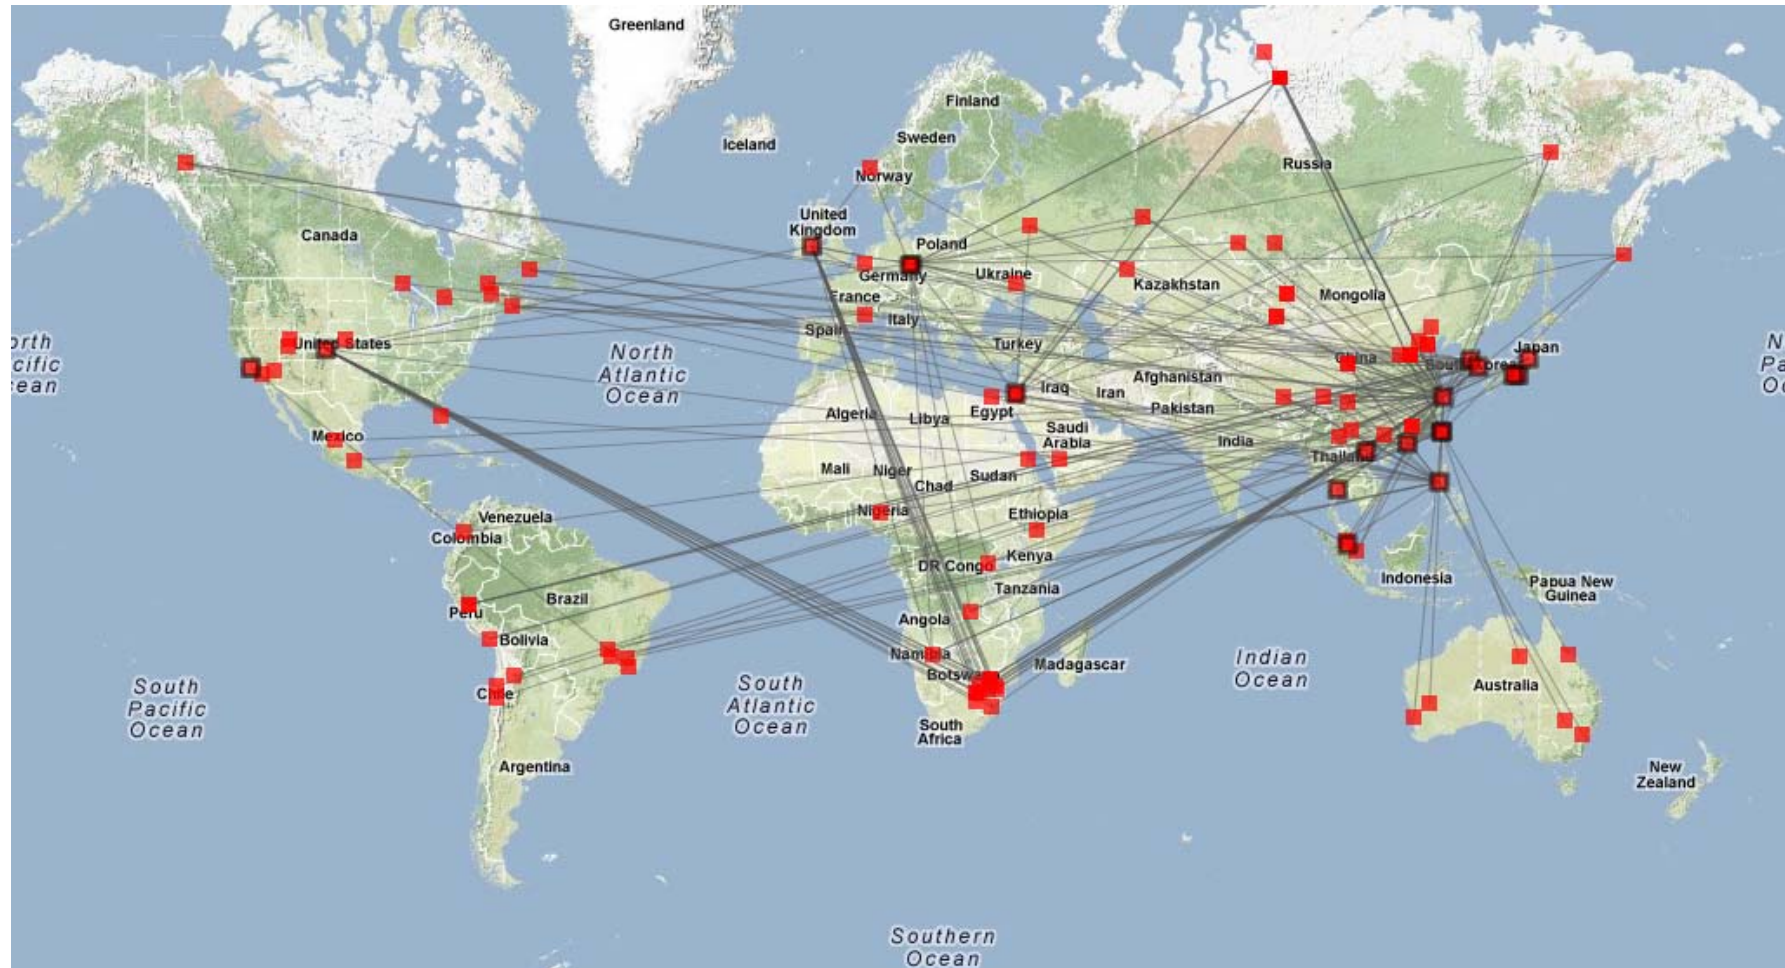 Greenland
Iceland
Finland
Sweden
Norway
Russia
United
Kingdom
Canada
Poland
Germany
Ukraine
Kazakhstan
France
Mongolia
Italy
Spain
Turkey
United States
North
Atlantic
Ocean
China
South Korea
Japan
Afghanistan
Iraq
Iran
Pakistan
Algeria
Libya
Egypt
Saudi
Arabia
India
Mexico
Thailand
Mali
Niger
Chad
Sudan
Nigeria
Ethiopia
Venezuela
Colombia
DR Congo
Kenya
Indonesia
Papua New
Guinea
Tanzania
Brazil
Peru
Angola
Bolivia
Namibia
Botswana
Madagascar
Indian
Ocean
Australia
Chile
South
Pacific
Ocean
South
Atlantic
Ocean
South
Africa
Argentina
New
Zealand
Southern
Ocean